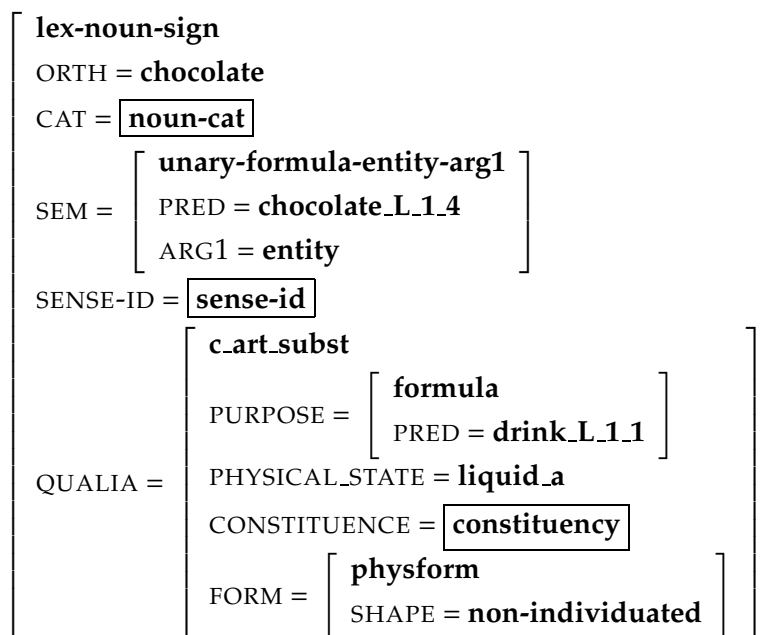 lex-noun-sign
ORTH = chocolate
CAT = noun-cat
unary-formula-entity-arg1
SEM = PRED = chocolate_L_1_4
ARG1 = entity
SENSE-ID = sense-id
c_art_subst
formula
PURPOSE = PRED = drink_L_1_1
QUALIA = PHYSICAL_STATE = liquid_a
CONSTITUENCE = constituency
physform
FORM = SHAPE = non-individuated